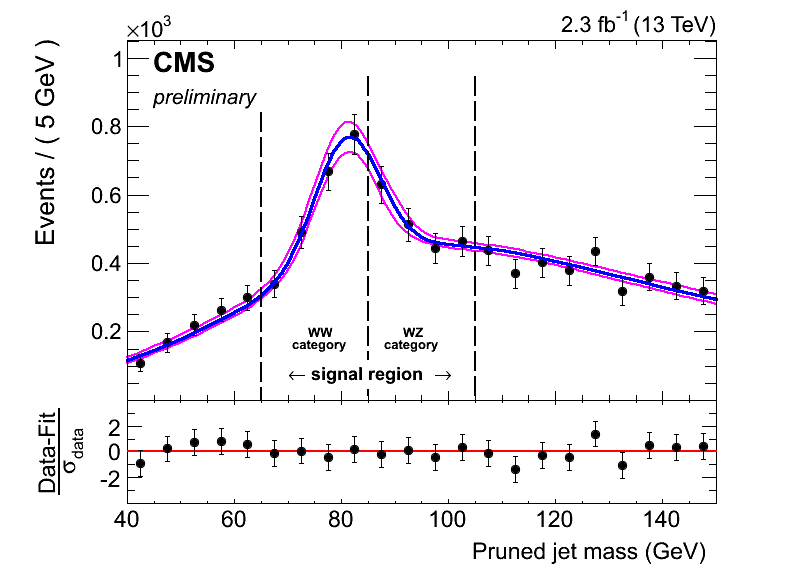 ×10³
2.3 fb⁻¹ (13 TeV)
CMS
preliminary
Events / ( 5 GeV )
1
0.8
0.6
0.4
0.2
WW
category
WZ
category
← signal region →
Data-Fit
σdata
2
0
-2
40
60
80
100
120
140
Pruned jet mass (GeV)